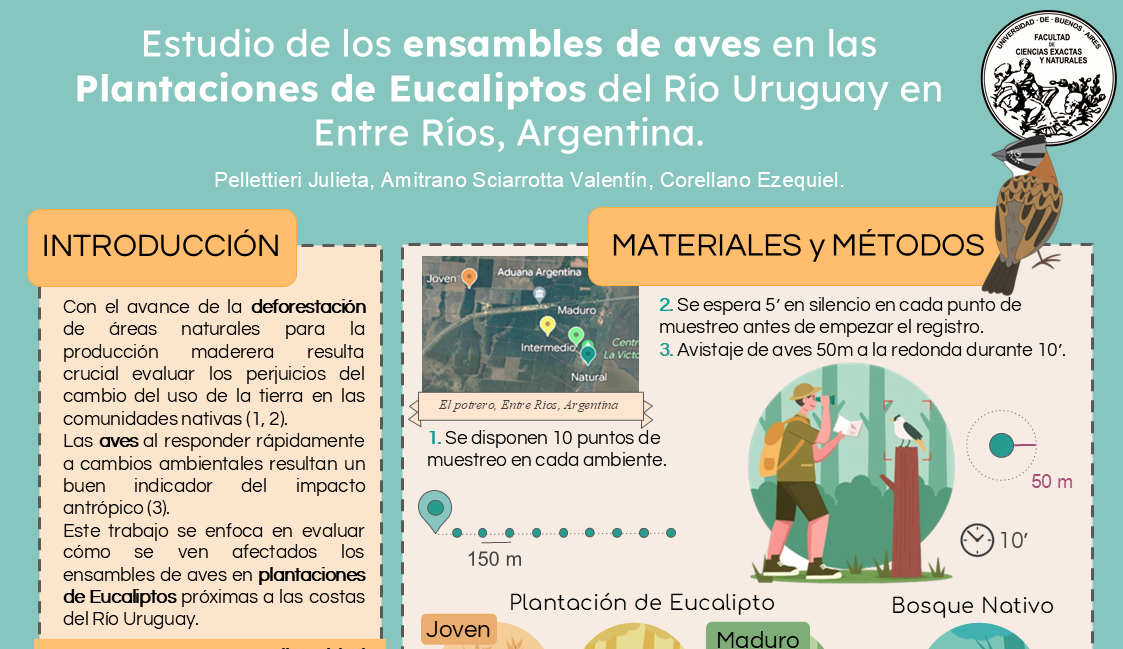 Estudio de los ensambles de aves en las
Plantaciones de Eucaliptos del Río Uruguay en
Entre Ríos, Argentina.
Pellettieri Julieta, Amitrano Sciarrotta Valentín, Corellano Ezequiel.
UNIVERSIDAD · DE · BUENOS · AIRES
FACULTAD
DE
CIENCIAS EXACTAS
Y NATURALES
INTRODUCCIÓN
Con el avance de la deforestación
de áreas naturales para la
producción maderera resulta
crucial evaluar los perjuicios del
cambio del uso de la tierra en las
comunidades nativas (1, 2).
Las aves al responder rápidamente
a cambios ambientales resultan un
buen indicador del impacto
antrópico (3).
Este trabajo se enfoca en evaluar
cómo se ven afectados los
ensambles de aves en plantaciones
de Eucaliptos próximas a las costas
del Río Uruguay.
MATERIALES y MÉTODOS
Joven
Aduana Argentina
Maduro
Intermedio
Natural
El potrero, Entre Rios, Argentina
1. Se disponen 10 puntos de
muestreo en cada ambiente.
150 m
2. Se espera 5’ en silencio en cada punto de
muestreo antes de empezar el registro.
3. Avistaje de aves 50m a la redonda durante 10’.
50 m
10’
Plantación de Eucalipto
Bosque Nativo
Joven
Maduro